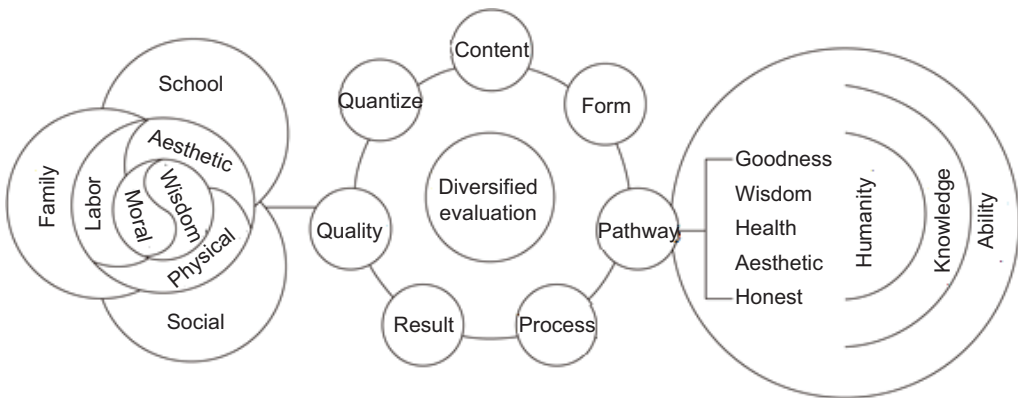 School
Family
Labor
Aesthetic
Wisdom
Moral
Physical
Social
Content
Quantize
Form
Diversified
evaluation
Quality
Pathway
Result
Process
Goodness
Wisdom
Health
Aesthetic
Honest
Humanity
Knowledge
Ability